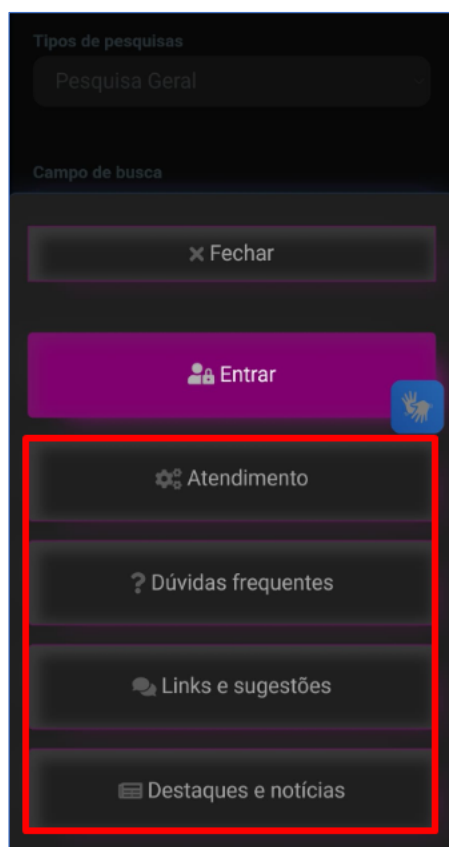 Tipos de pesquisas
Pesquisa Geral
Campo de busca
Fechar
Entrar
Atendimento
Dúvidas frequentes
Links e sugestões
Destaques e notícias